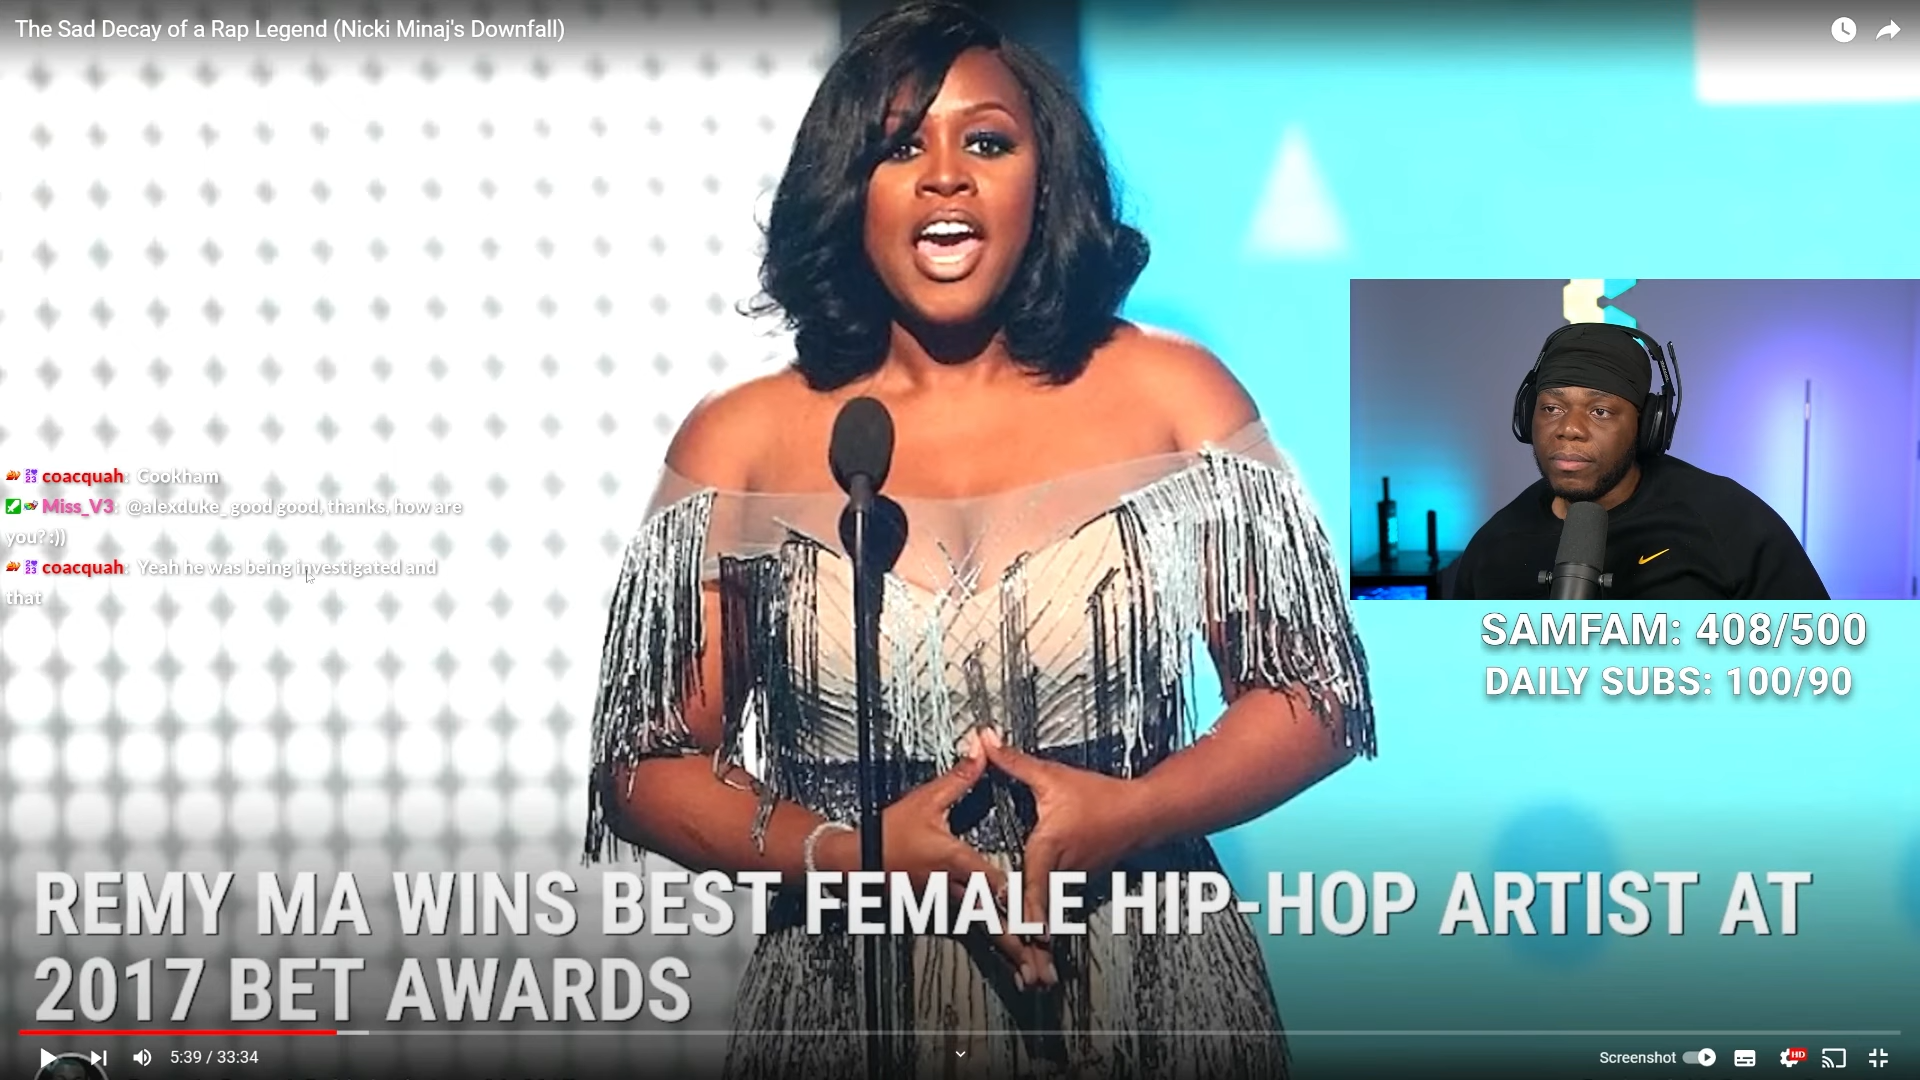 The Sad Decay of a Rap Legend (Nicki Minaj's Downfall)
coacquah: Cookham
Miss_V3: @alexduke_good good, thanks, how are
you? :))
coacquah: Yeah he was being investigated and
that
SAMFAM: 408/500
DAILY SUBS: 100/90
REMY MA WINS BEST FEMALE HIP-HOP ARTIST AT
2017 BET AWARDS
5:39 / 33:34
Screenshot
HD